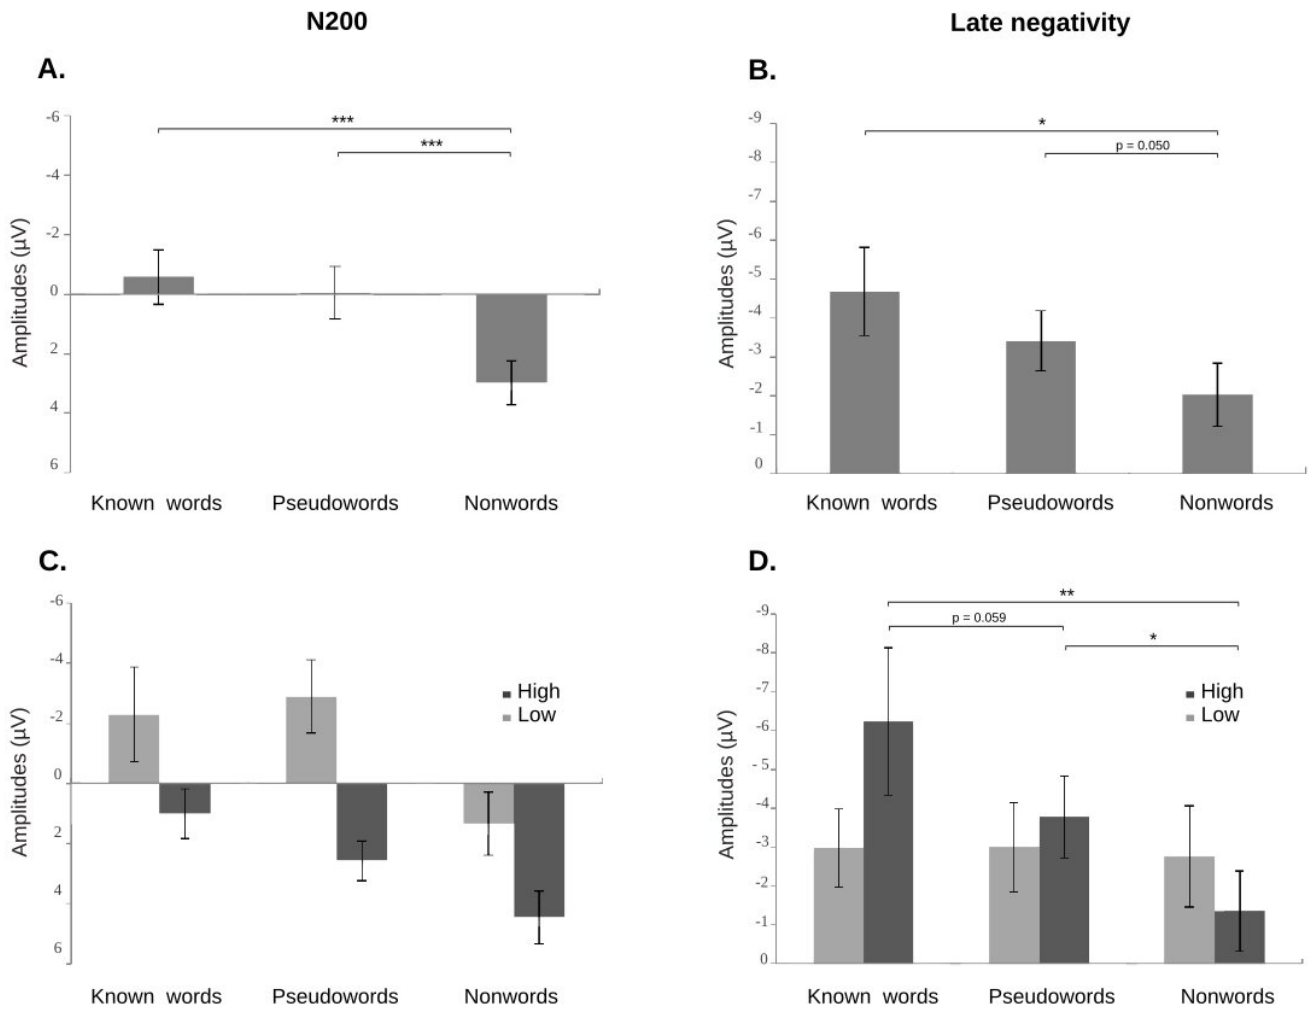 N200
Late negativity
A.
-6
-4
-2
0
2
4
6
Amplitudes (µV)
***
***
Known words
Pseudowords
Nonwords
B.
-9
-8
-7
-6
-5
-4
-3
-2
-1
0
Amplitudes (µV)
*
p = 0.050
Known words
Pseudowords
Nonwords
C.
-6
-4
-2
0
2
4
6
Amplitudes (µV)
High
Low
Known words
Pseudowords
Nonwords
D.
-9
-8
-7
-6
- 5
-4
-3
-2
-1
0
Amplitudes (µV)
**
p = 0.059
*
High
Low
Known words
Pseudowords
Nonwords